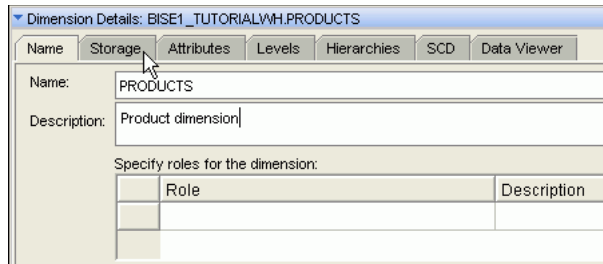 Dimension Details: BISE1_TUTORIALWH.PRODUCTS
Name Storage Attributes Levels Hierarchies SCD Data Viewer
Name: PRODUCTS
Description: Product dimension
Specify roles for the dimension:
Role Description